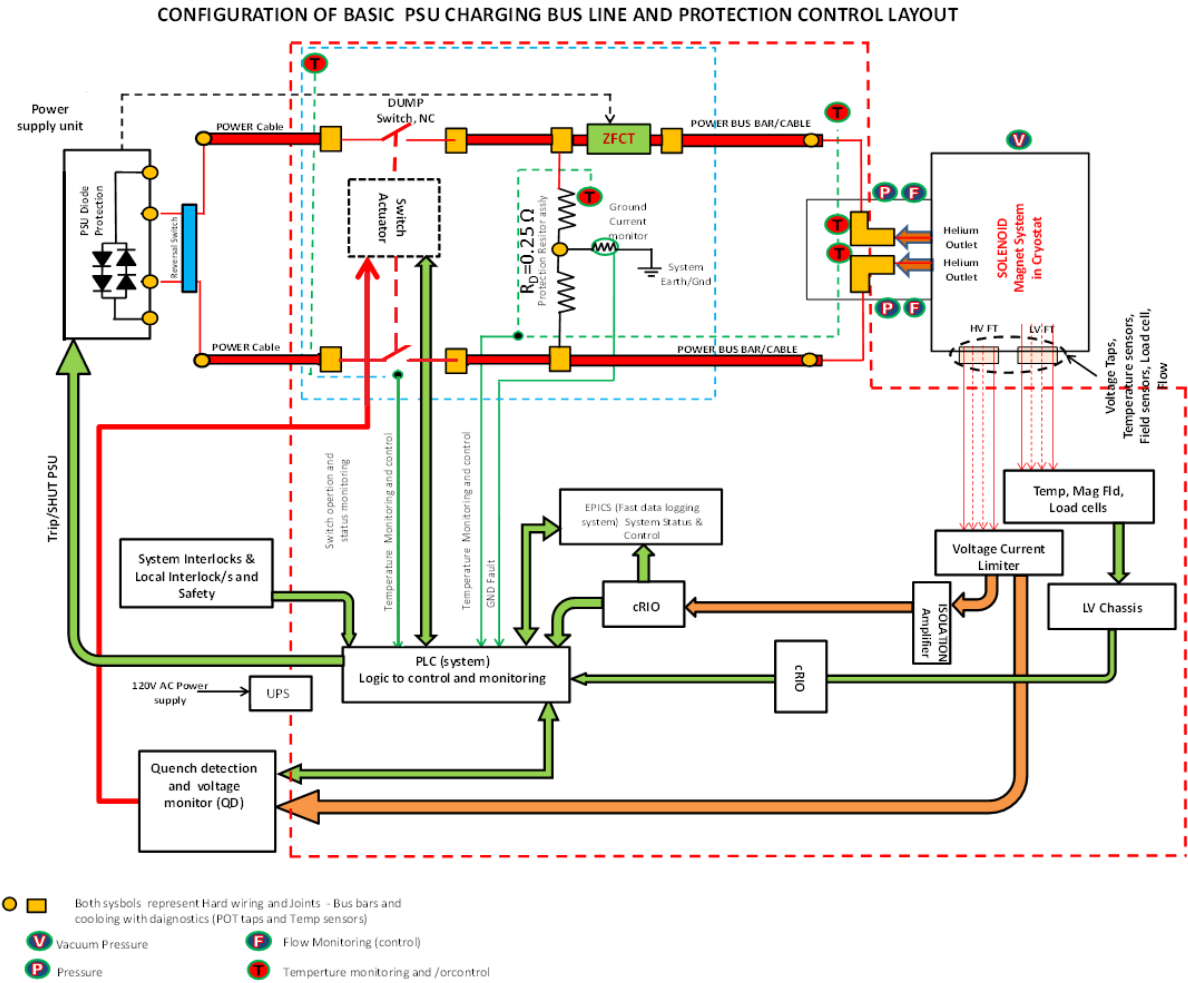 CONFIGURATION OF BASIC PSU CHARGING BUS LINE AND PROTECTION CONTROL LAYOUT
T
Power
supply unit
DUMP
Switch, NC
T
POWER Cable
ZFCT
POWER BUS BAR/CABLE
V
PSU Diode
Protection
Reversal Switch
Switch
Actuator
RD=0.25 Ω
Protection Resitor assly
T
Ground
Current
monitor
System
Earth/Gnd
P
F
T
T
Helium
Outlet
Helium
Outlet
SOLENOID
Magnet System
in Cryostat
P
F
HV FT
LV FT
POWER Cable
POWER BUS BAR/CABLE
Voltage Taps,
Temperature sensors,
Field sensors, Load cell,
Flow
Trip/SHUT PSU
Switch opertion and
status monitoring
Temperature Monitoring and control
Temperature Monitoring and control
GND Fault
EPICS (Fast data logging
system) System Status &
Control
Temp, Mag Fld,
Load cells
System Interlocks &
Local Interlock/s and
Safety
Voltage Current
Limiter
cRIO
ISOLATION
Amplifier
LV Chassis
PLC (system)
Logic to control and monitoring
cRIO
120V AC Power
supply
UPS
Quench detection
and voltage
monitor (QD)
Both sysbols represent Hard wiring and Joints - Bus bars and
cooloing with daignostics (POT taps and Temp sensors)
V Vacuum Pressure
F Flow Monitoring (control)
P Pressure
T Temperture monitoring and /orcontrol